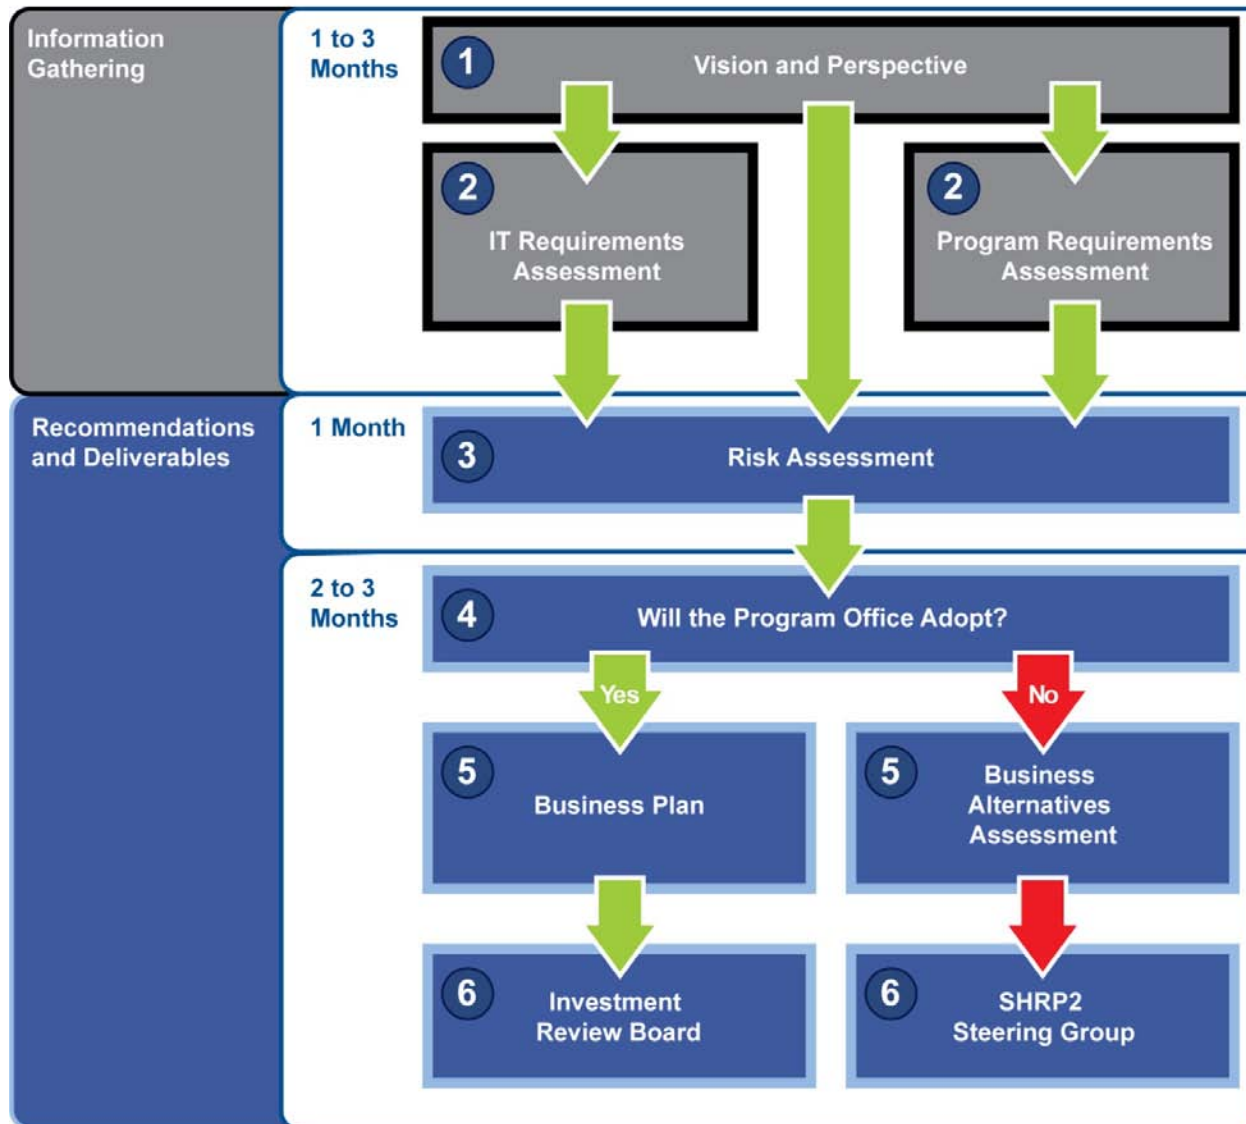 Information
Gathering
1 to 3
Months
1
Vision and Perspective
2
IT Requirements
Assessment
2
Program Requirements
Assessment
Recommendations
and Deliverables
1 Month
3
Risk Assessment
2 to 3
Months
4
Will the Program Office Adopt?
Yes
No
5
Business Plan
5
Business
Alternatives
Assessment
6
Investment
Review Board
6
SHRP2
Steering Group